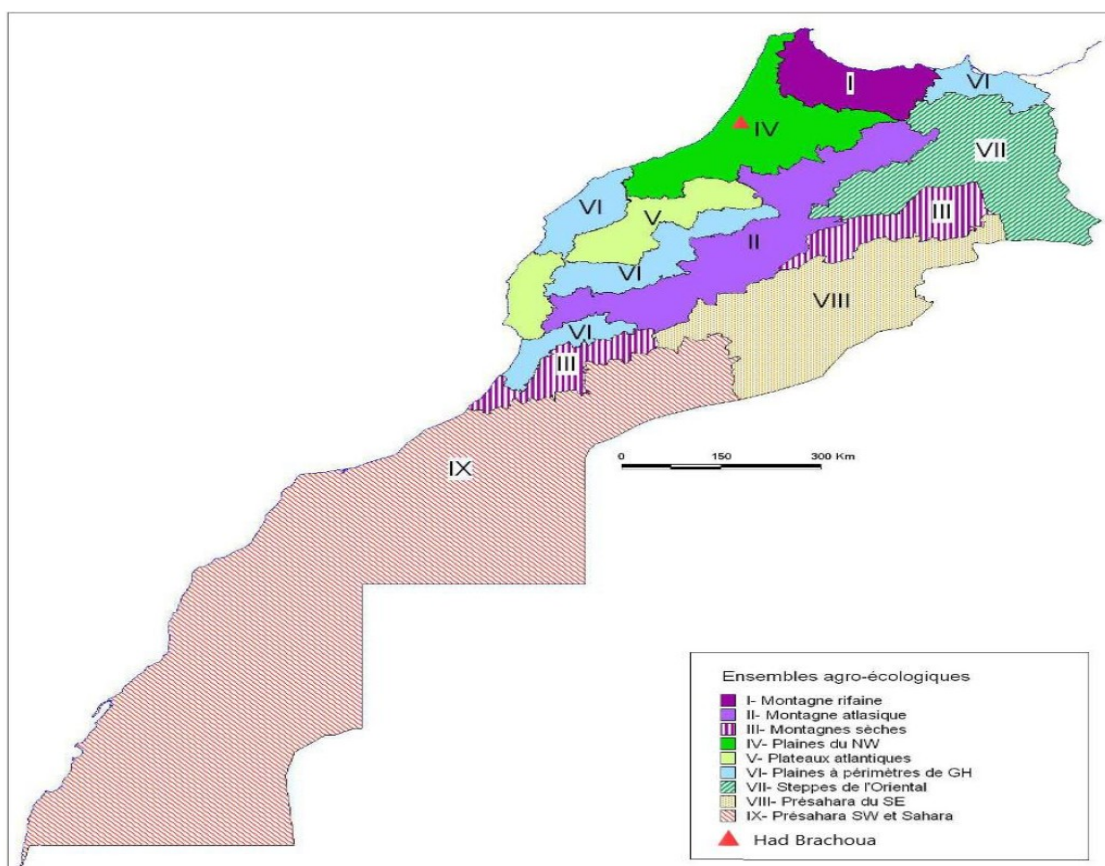 I
VI
IV
VII
VI
V
III
II
VI
VIII
VI
III
IX
0 150 300 Km
Ensembles agro-écologiques
I- Montagne rifaine
II- Montagne atlasique
III- Montagnes sèches
IV- Plaines du NW
V- Plateaux atlantiques
VI- Plaines à périmètres de GH
VII- Steppes de l'Oriental
VIII- Présahara du SE
IX- Présahara SW et Sahara
Had Brachoua